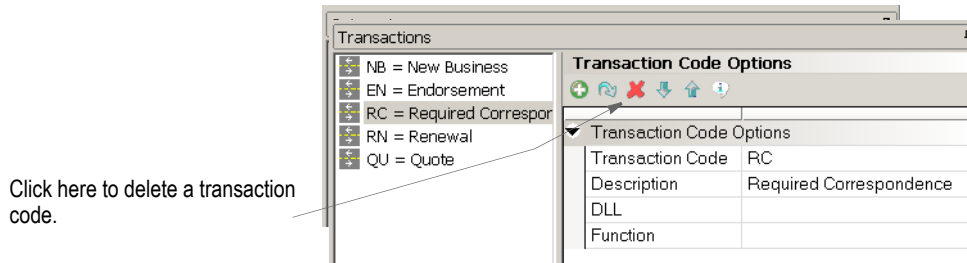 Transactions
NB = New Business
EN = Endorsement
RC = Required Correspor
RN = Renewal
QU = Quote
Transaction Code Options
Transaction Code Options
Transaction Code RC
Description Required Correspondence
DLL
Function
Click here to delete a transaction
code.